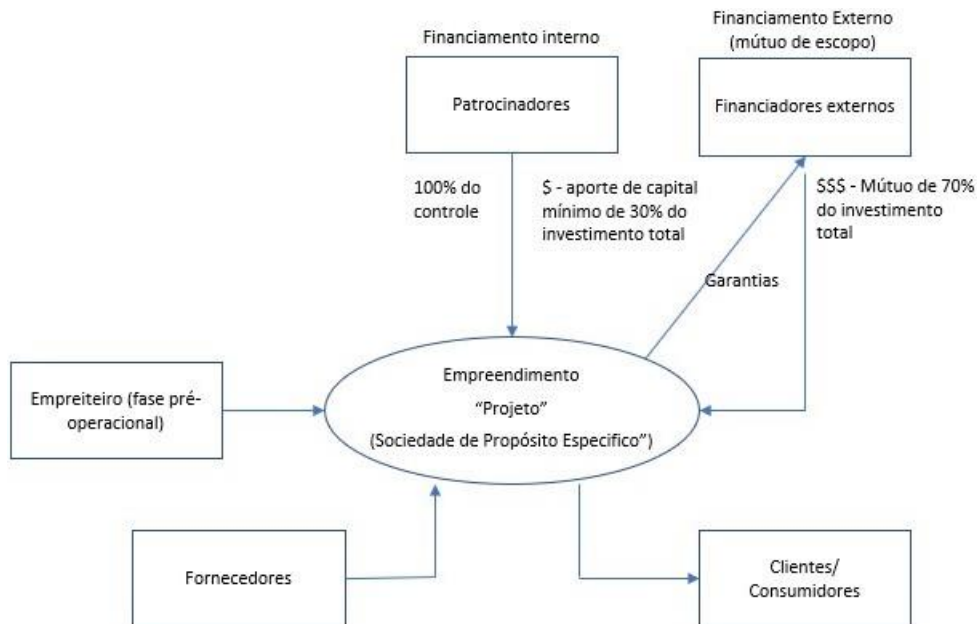 Financiamento interno
Patrocinadores
Financiamento Externo
(mútuo de escopo)
Financiadores externos
100% do
controle
$ - aporte de capital
mínimo de 30% do
investimento total
$$$ - Mútuo de 70%
do investimento
total
Garantias
Empreiteiro (fase pré-
operacional)
Empreendimento
“Projeto”
(Sociedade de Propósito Especifico”)
Fornecedores
Clientes/
Consumidores